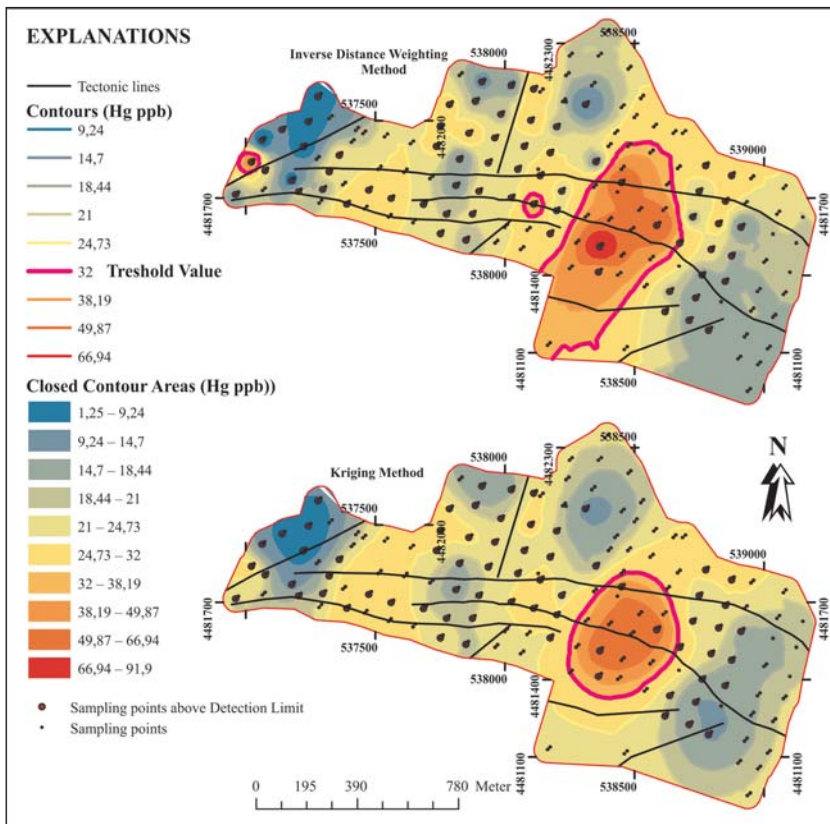 EXPLANATIONS
Tectonic lines
Contours (Hg ppb)
9,24
14,7
18,44
21
24,73
32 Treshold Value
38,19
49,87
66,94
Closed Contour Areas (Hg ppb))
1,25 – 9,24
9,24 – 14,7
14,7 – 18,44
18,44 – 21
21 – 24,73
24,73 – 32
32 – 38,19
38,19 – 49,87
49,87 – 66,94
66,94 – 91,9
Sampling points above Detection Limit
Sampling points
Inverse Distance Weighting
Method
538000
4482300
538500
537500
4482000
539000
4481700
4481700
537500
538000
4481400
4481400
4481100
4481100
538500
Kriging Method
538000
4482300
538500
N
537500
4482000
539000
4481700
4481700
537500
538000
4481400
4481400
4481100
4481100
538500
0 195 390 780 Meter